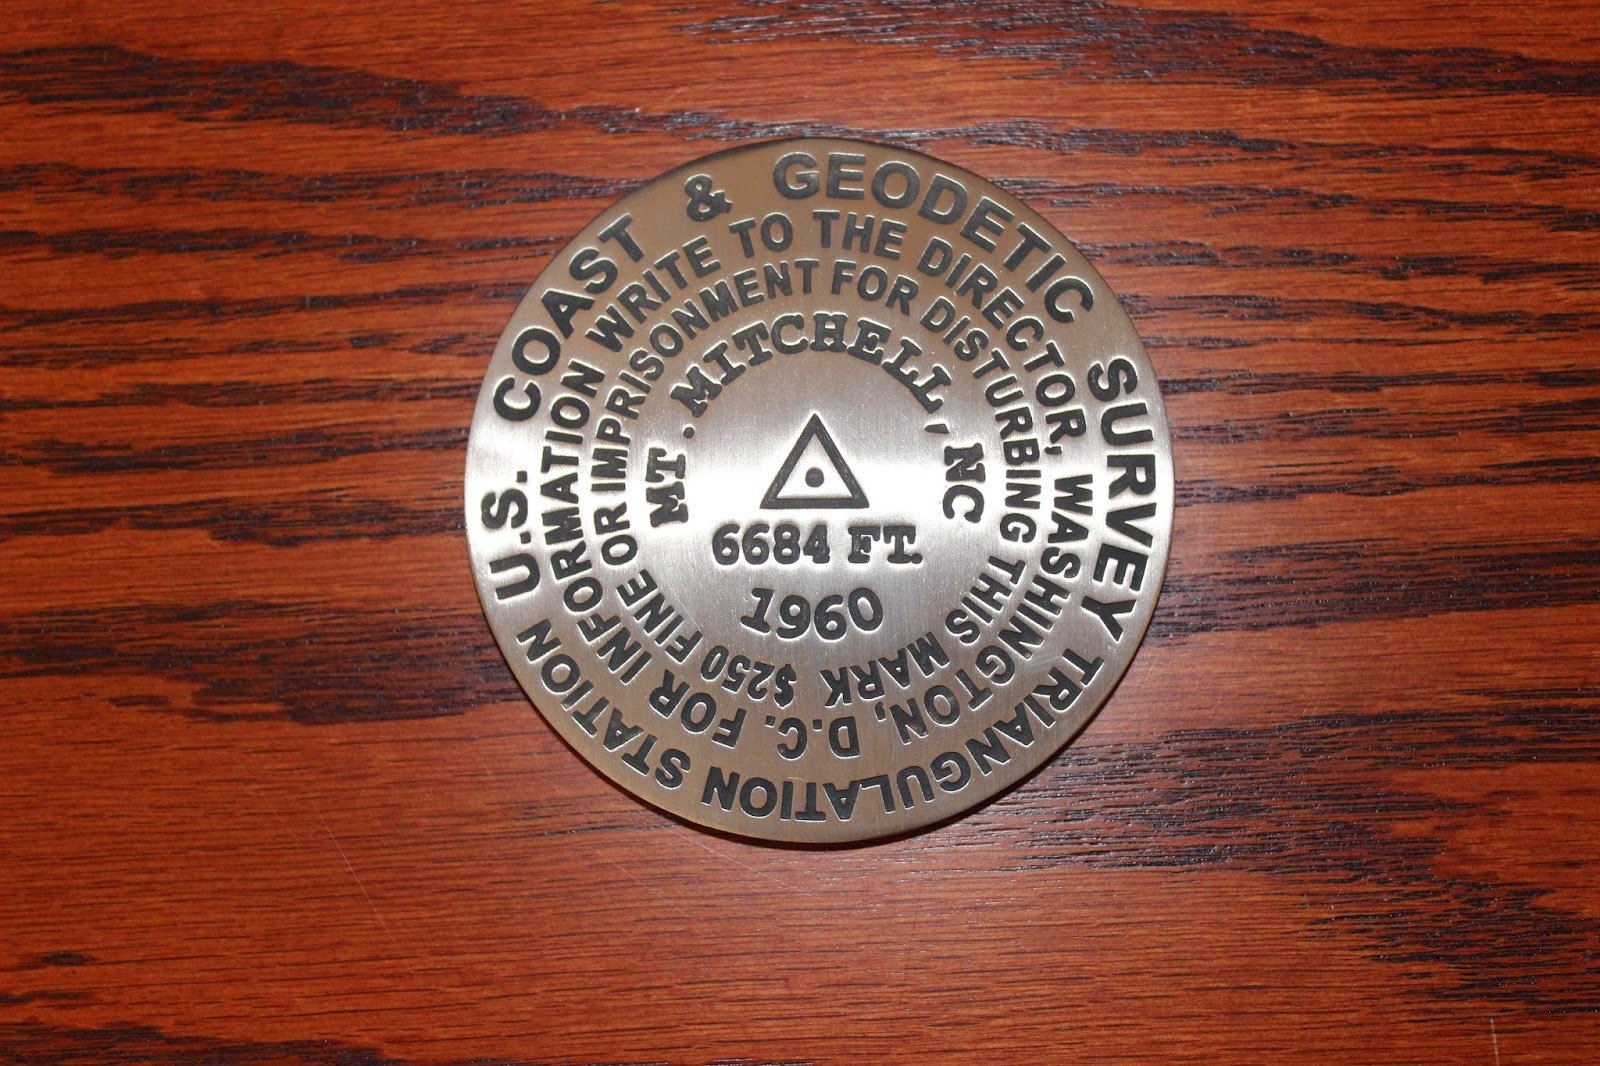 U.S. COAST & GEODETIC SURVEY TRIANGULATION STATION
FOR INFORMATION WRITE TO THE DIRECTOR, WASHINGTON, D.C.
$250 FINE OR IMPRISONMENT FOR DISTURBING THIS MARK
MT. MITCHELL, NC
6684 FT.
1960